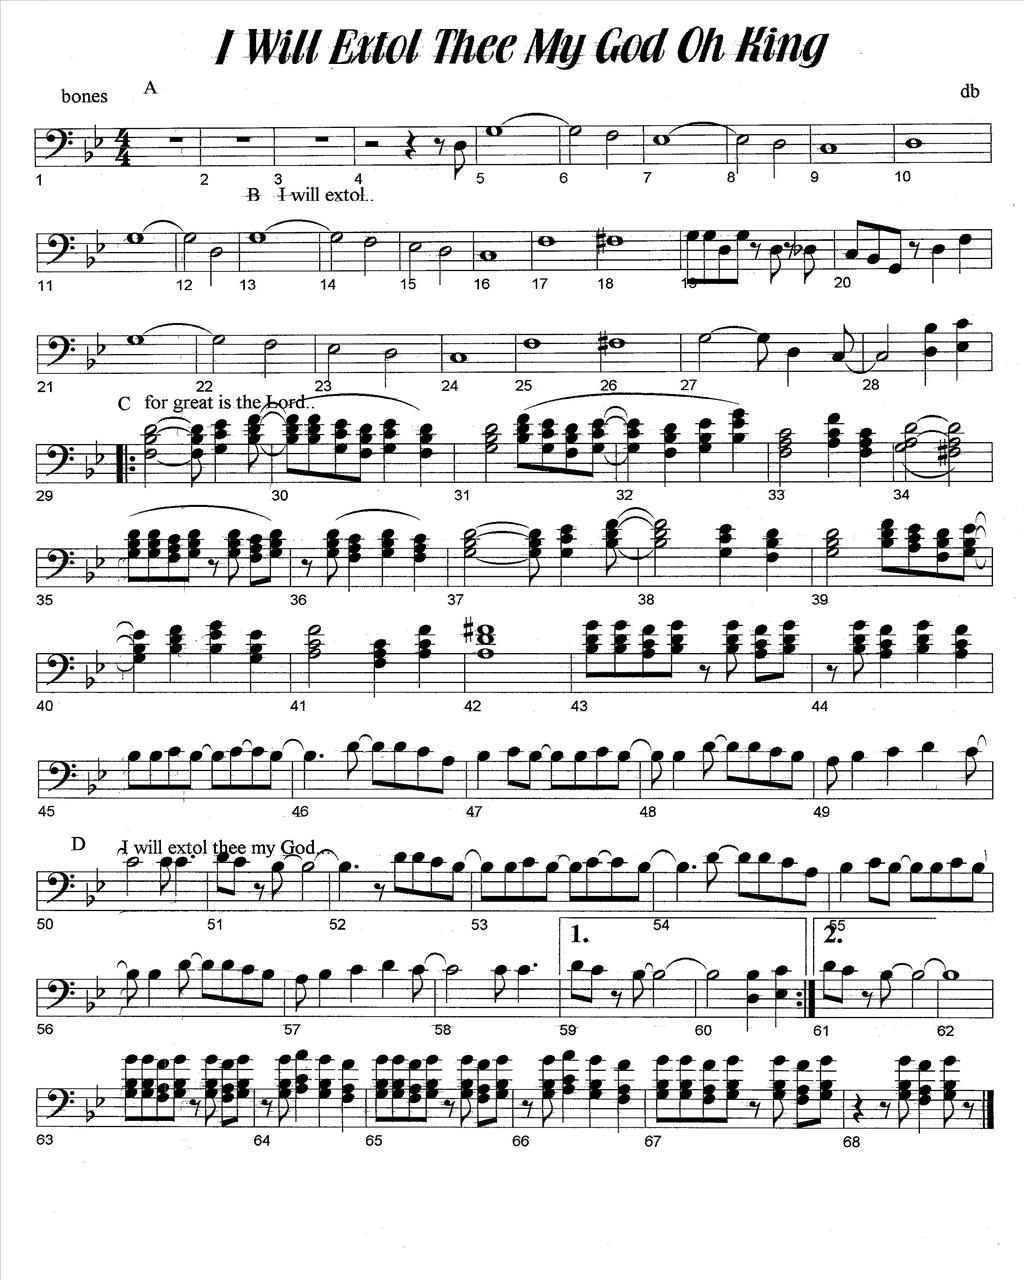 I Will Extol Thee My God Oh King
bones A db
1 2 3 4 5 6 7 8 9 10
B I will extol..
11 12 13 14 15 16 17 18 19 20
21 22 23 24 25 26 27 28
C for great is the Lord..
29 30 31 32 33 34
35 36 37 38 39
40 41 42 43 44
45 46 47 48 49
D I will extol thee my God..
50 51 52 53 54 55
1. 2.
56 57 58 59 60 61 62
63 64 65 66 67 68